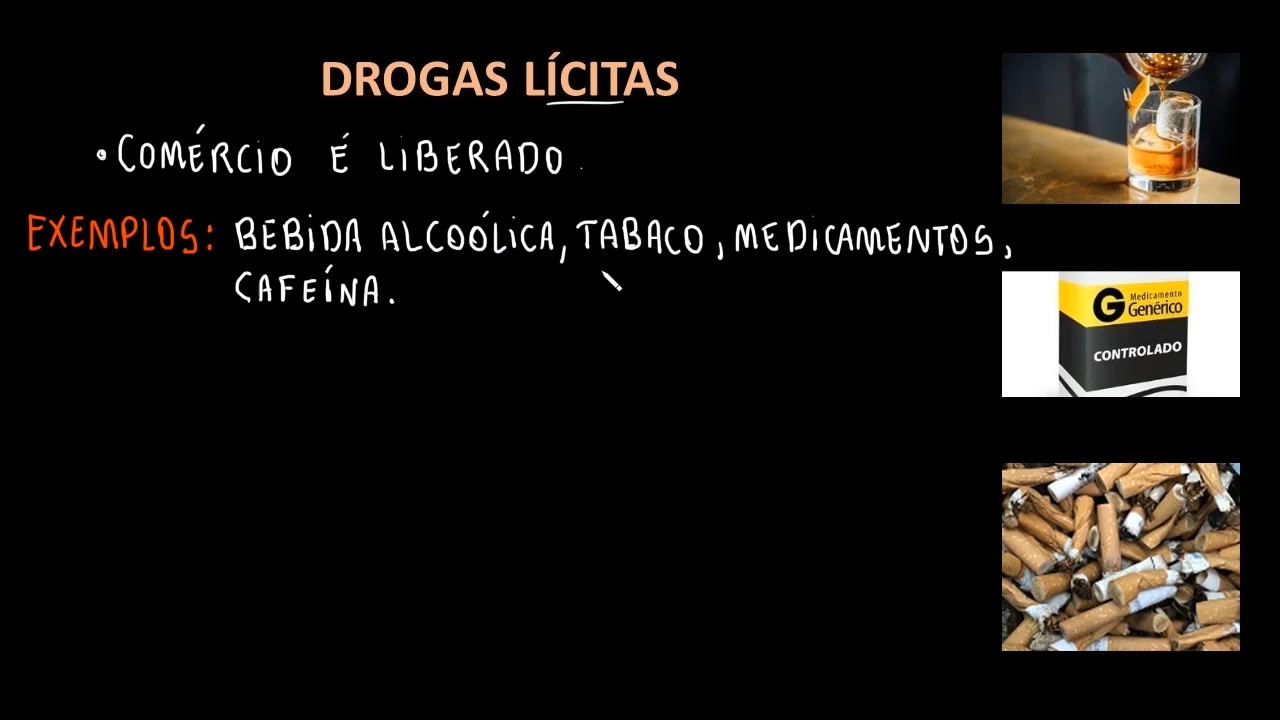 DROGAS LÍCITAS
• COMÉRCIO É LIBERADO.
EXEMPLOS: BEBIDA ALCOÓLICA, TABACO, MEDICAMENTOS,
CAFEÍNA.
G Medicamento
Genérico
CONTROLADO